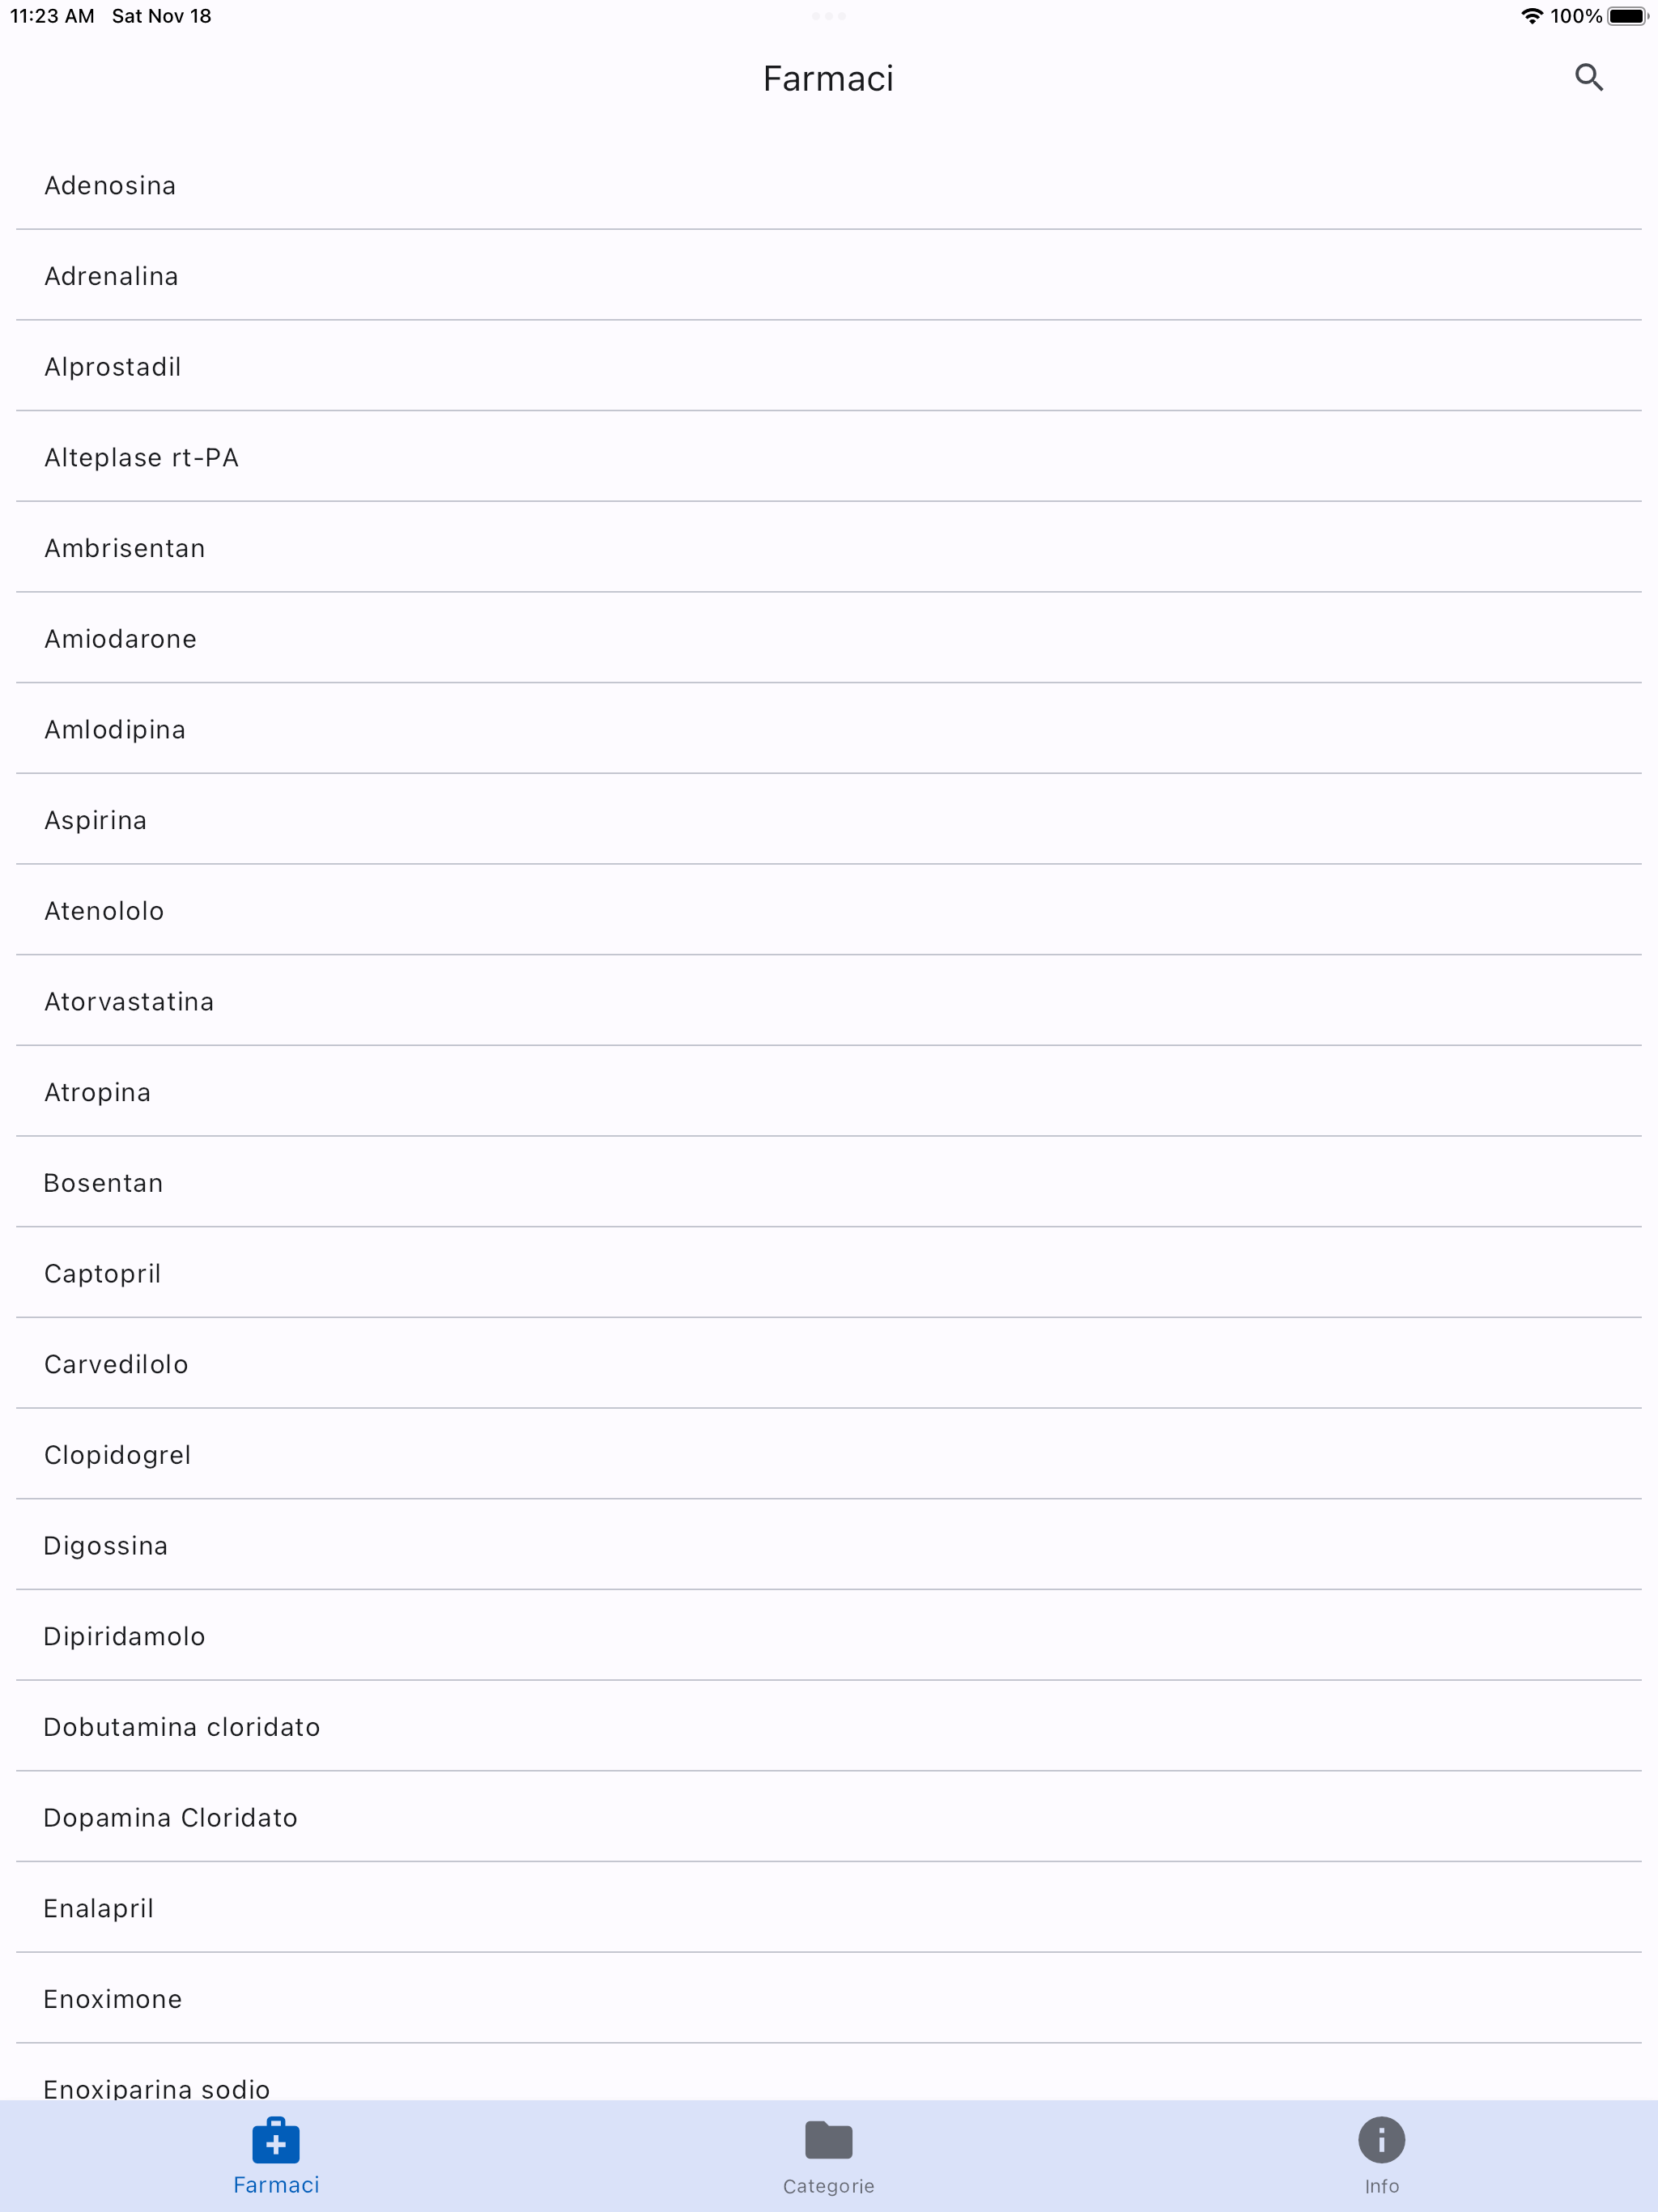 11:23 AM Sat Nov 18 100%
Farmaci
Adenosina
Adrenalina
Alprostadil
Alteplase rt-PA
Ambrisentan
Amiodarone
Amlodipina
Aspirina
Atenololo
Atorvastatina
Atropina
Bosentan
Captopril
Carvedilolo
Clopidogrel
Digossina
Dipiridamolo
Dobutamina cloridato
Dopamina Cloridato
Enalapril
Enoximone
Enoxiparina sodio
Farmaci Categorie Info